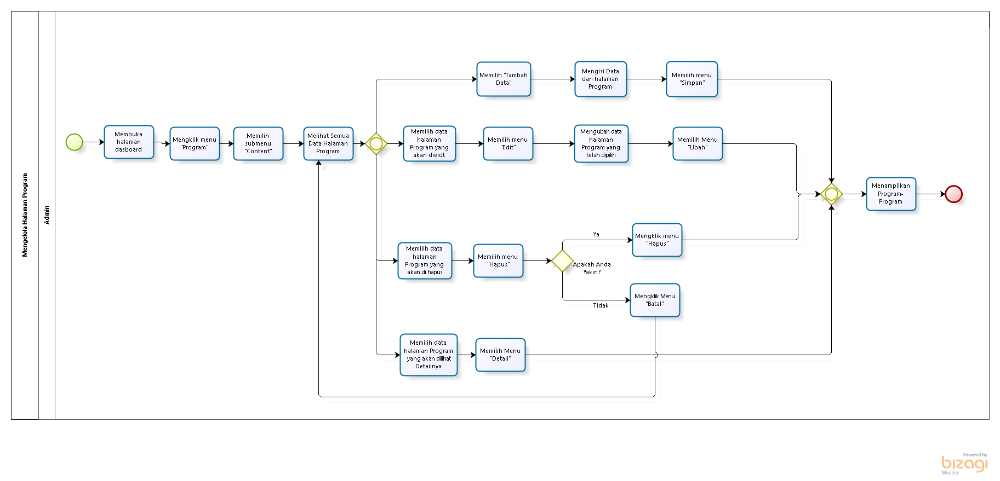 Mengelola Halaman Program
Admin
Membuka
halaman
dasboard
Mengklik menu
"Program"
Memilih
submenu
"Content"
Melihat Semua
Data Halaman
Program
Memilih "Tambah
Data"
Mengisi Data
dari halaman
Program
Memilih menu
"Simpan"
Memilih data
halaman
Program yang
akan dieidt
Memilih menu
"Edit"
Mengubah data
halaman
Program yang
telah dipilih
Memilih Menu
"Ubah"
Memilih data
halaman
Program yang
akan di hapus
Memilih menu
"Hapus"
Apakah Anda
Yakin?
Ya
Mengklik menu
"Hapus"
Tidak
Mengklik Menu
"Batal"
Memilih data
halaman Program
yang akan dilihat
Detailnya
Memilih Menu
"Detail"
Menampilkan
Program-
Program
Powered by
bizagi
Modeler